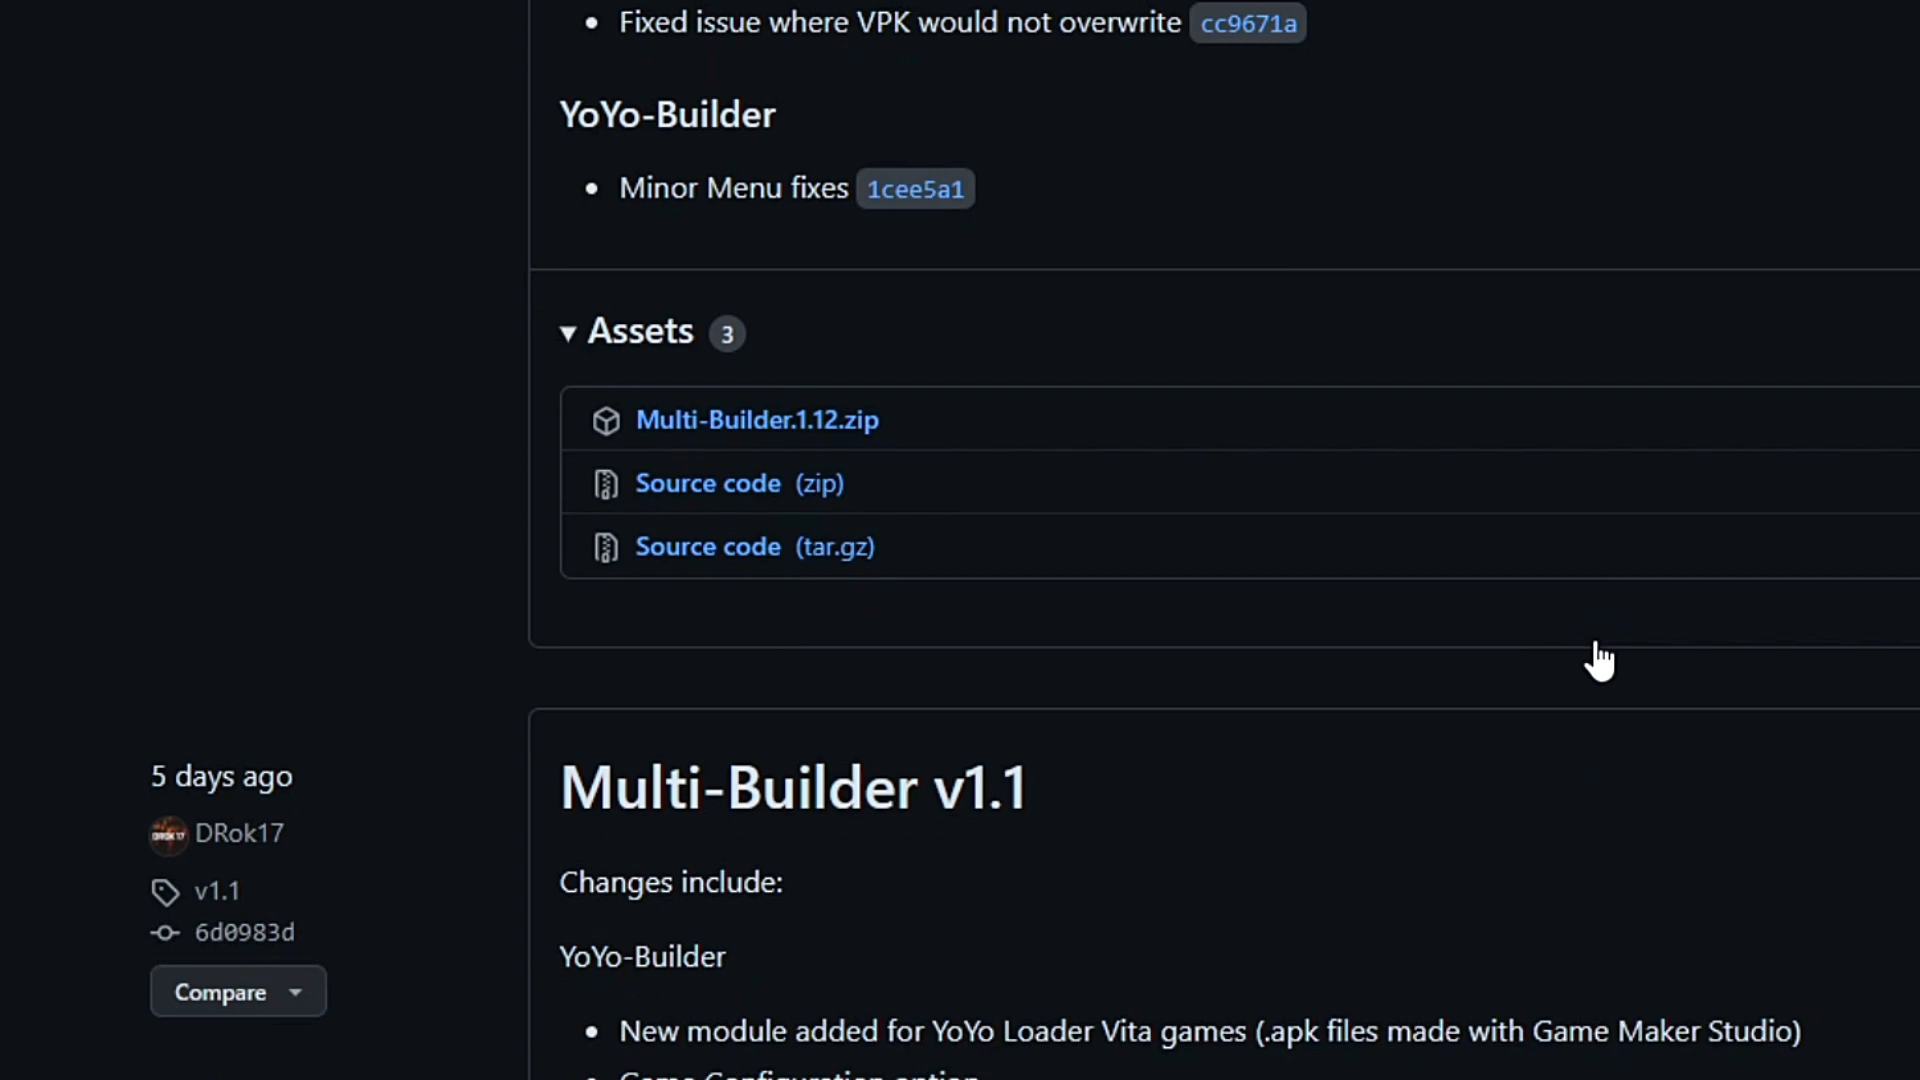 Fixed issue where VPK would not overwrite cc9671a
YoYo-Builder
Minor Menu fixes 1cee5a1
Assets 3
Multi-Builder.1.12.zip
Source code (zip)
Source code (tar.gz)
5 days ago
DRok17
v1.1
6d0983d
Compare
Multi-Builder v1.1
Changes include:
YoYo-Builder
New module added for YoYo Loader Vita games (.apk files made with Game Maker Studio)
Game Configuration option